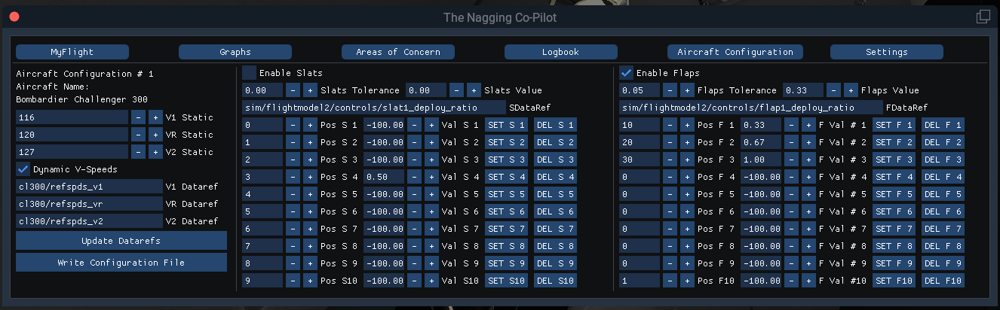 The Nagging Co-Pilot
MyFlight Graphs Areas of Concern Logbook Aircraft Configuration Settings
Aircraft Configuration # 1
Aircraft Name:
Bombardier Challenger 300
116 - + V1 Static
120 - + VR Static
127 - + V2 Static
Dynamic V-Speeds
cl300/refspds_v1 V1 Dataref
cl300/refspds_vr VR Dataref
cl300/refspds_v2 V2 Dataref
Update Datarefs
Write Configuration File
Enable Slats
0.00 - + Slats Tolerance 0.00 - + Slats Value
sim/flightmodel2/controls/slat1_deploy_ratio SDataRef
0 - + Pos S 1 -100.00 - + Val S 1 SET S 1 DEL S 1
1 - + Pos S 2 -100.00 - + Val S 2 SET S 2 DEL S 2
2 - + Pos S 3 -100.00 - + Val S 3 SET S 3 DEL S 3
3 - + Pos S 4 0.50 - + Val S 4 SET S 4 DEL S 4
4 - + Pos S 5 -100.00 - + Val S 5 SET S 5 DEL S 5
5 - + Pos S 6 -100.00 - + Val S 6 SET S 6 DEL S 6
6 - + Pos S 7 -100.00 - + Val S 7 SET S 7 DEL S 7
7 - + Pos S 8 -100.00 - + Val S 8 SET S 8 DEL S 8
8 - + Pos S 9 -100.00 - + Val S 9 SET S 9 DEL S 9
9 - + Pos S10 -100.00 - + Val S10 SET S10 DEL S10
Enable Flaps
0.05 - + Flaps Tolerance 0.33 - + Flaps Value
sim/flightmodel2/controls/flap1_deploy_ratio FDataRef
10 - + Pos F 1 0.33 - + F Val # 1 SET F 1 DEL F 1
20 - + Pos F 2 0.67 - + F Val # 2 SET F 2 DEL F 2
30 - + Pos F 3 1.00 - + F Val # 3 SET F 3 DEL F 3
0 - + Pos F 4 -100.00 - + F Val # 4 SET F 4 DEL F 4
0 - + Pos F 5 -100.00 - + F Val # 5 SET F 5 DEL F 5
0 - + Pos F 6 -100.00 - + F Val # 6 SET F 6 DEL F 6
0 - + Pos F 7 -100.00 - + F Val # 7 SET F 7 DEL F 7
0 - + Pos F 8 -100.00 - + F Val # 8 SET F 8 DEL F 8
0 - + Pos F 9 -100.00 - + F Val # 9 SET F 9 DEL F 9
1 - + Pos F10 -100.00 - + F Val #10 SET F10 DEL F10